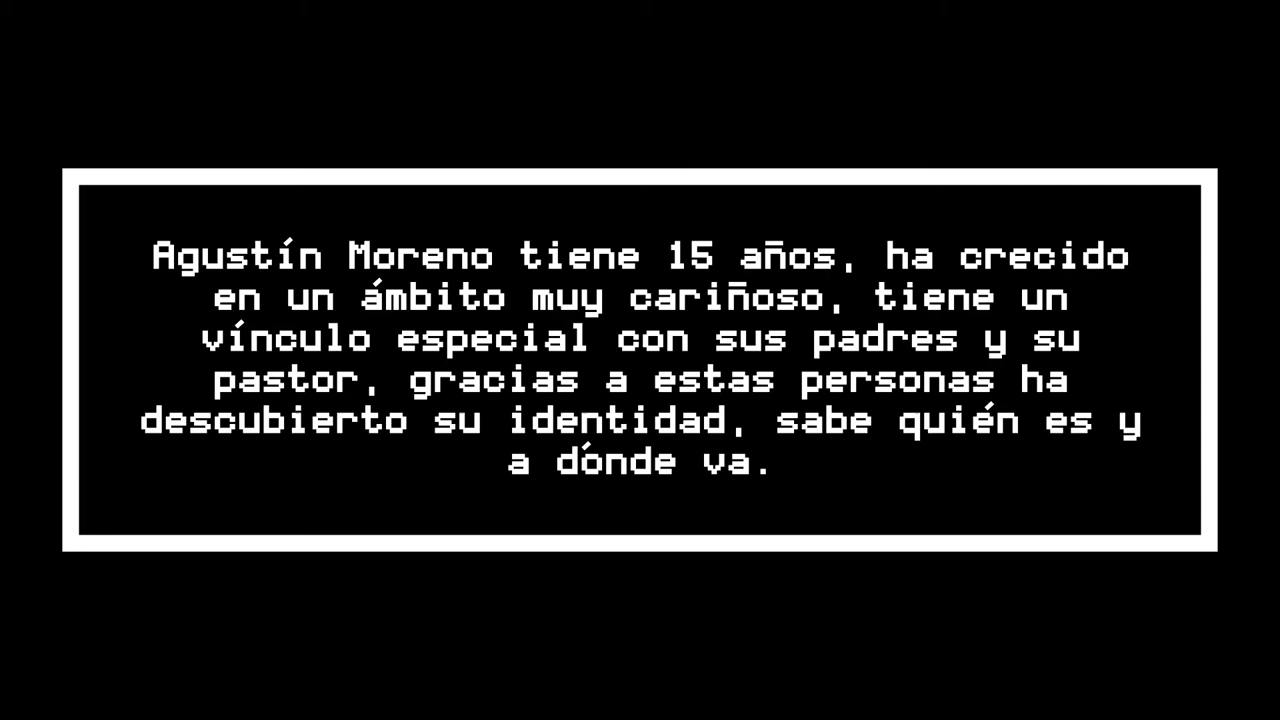 Agustín Moreno tiene 15 años, ha crecido
en un ámbito muy cariñoso, tiene un
vínculo especial con sus padres y su
pastor, gracias a estas personas ha
descubierto su identidad, sabe quién es y
a dónde va.